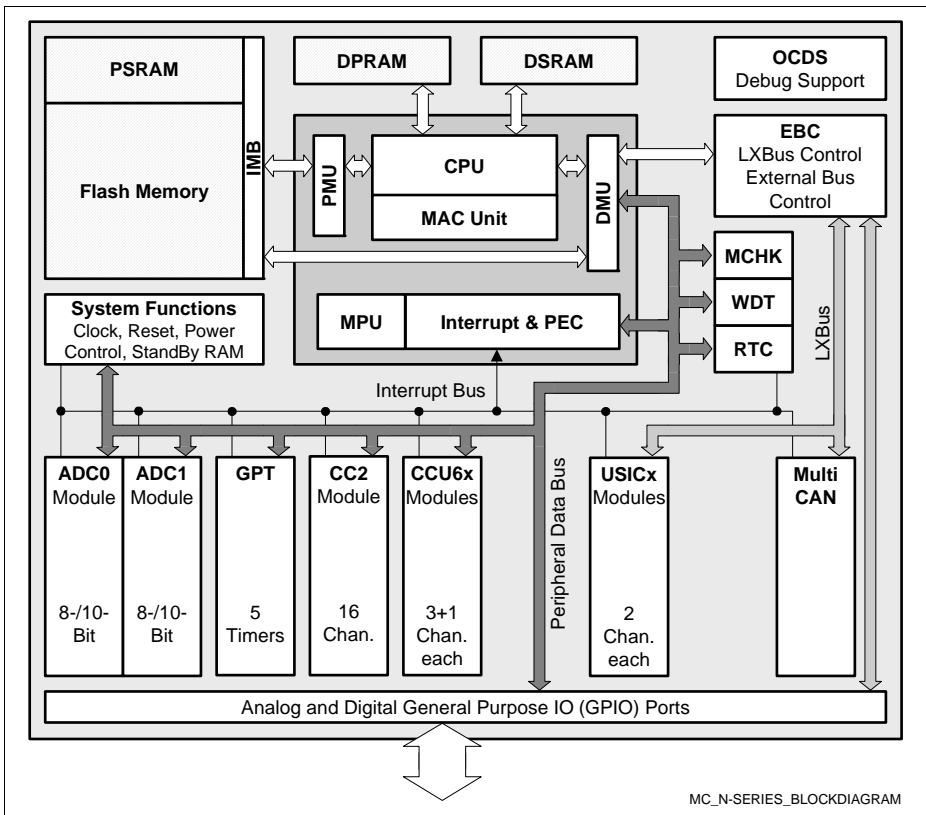 PSRAM
Flash Memory
IMB
DPRAM
DSRAM
OCDS
Debug Support
EBC
LXBus Control
External Bus
Control
PMU
CPU
MAC Unit
DMU
MCHK
WDT
RTC
System Functions
Clock, Reset, Power
Control, StandBy RAM
MPU
Interrupt & PEC
Interrupt Bus
LXBus
Peripheral Data Bus
ADC0
Module
8-/10-
Bit
ADC1
Module
8-/10-
Bit
GPT
5
Timers
CC2
Module
16
Chan.
CCU6x
Modules
3+1
Chan.
each
USICx
Modules
2
Chan.
each
Multi
CAN
Analog and Digital General Purpose IO (GPIO) Ports
MC_N-SERIES_BLOCKDIAGRAM